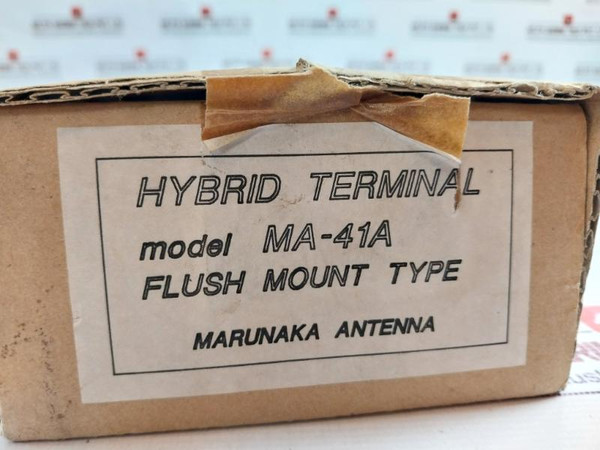 HYBRID TERMINAL
model MA-41A
FLUSH MOUNT TYPE
MARUNAKA ANTENNA